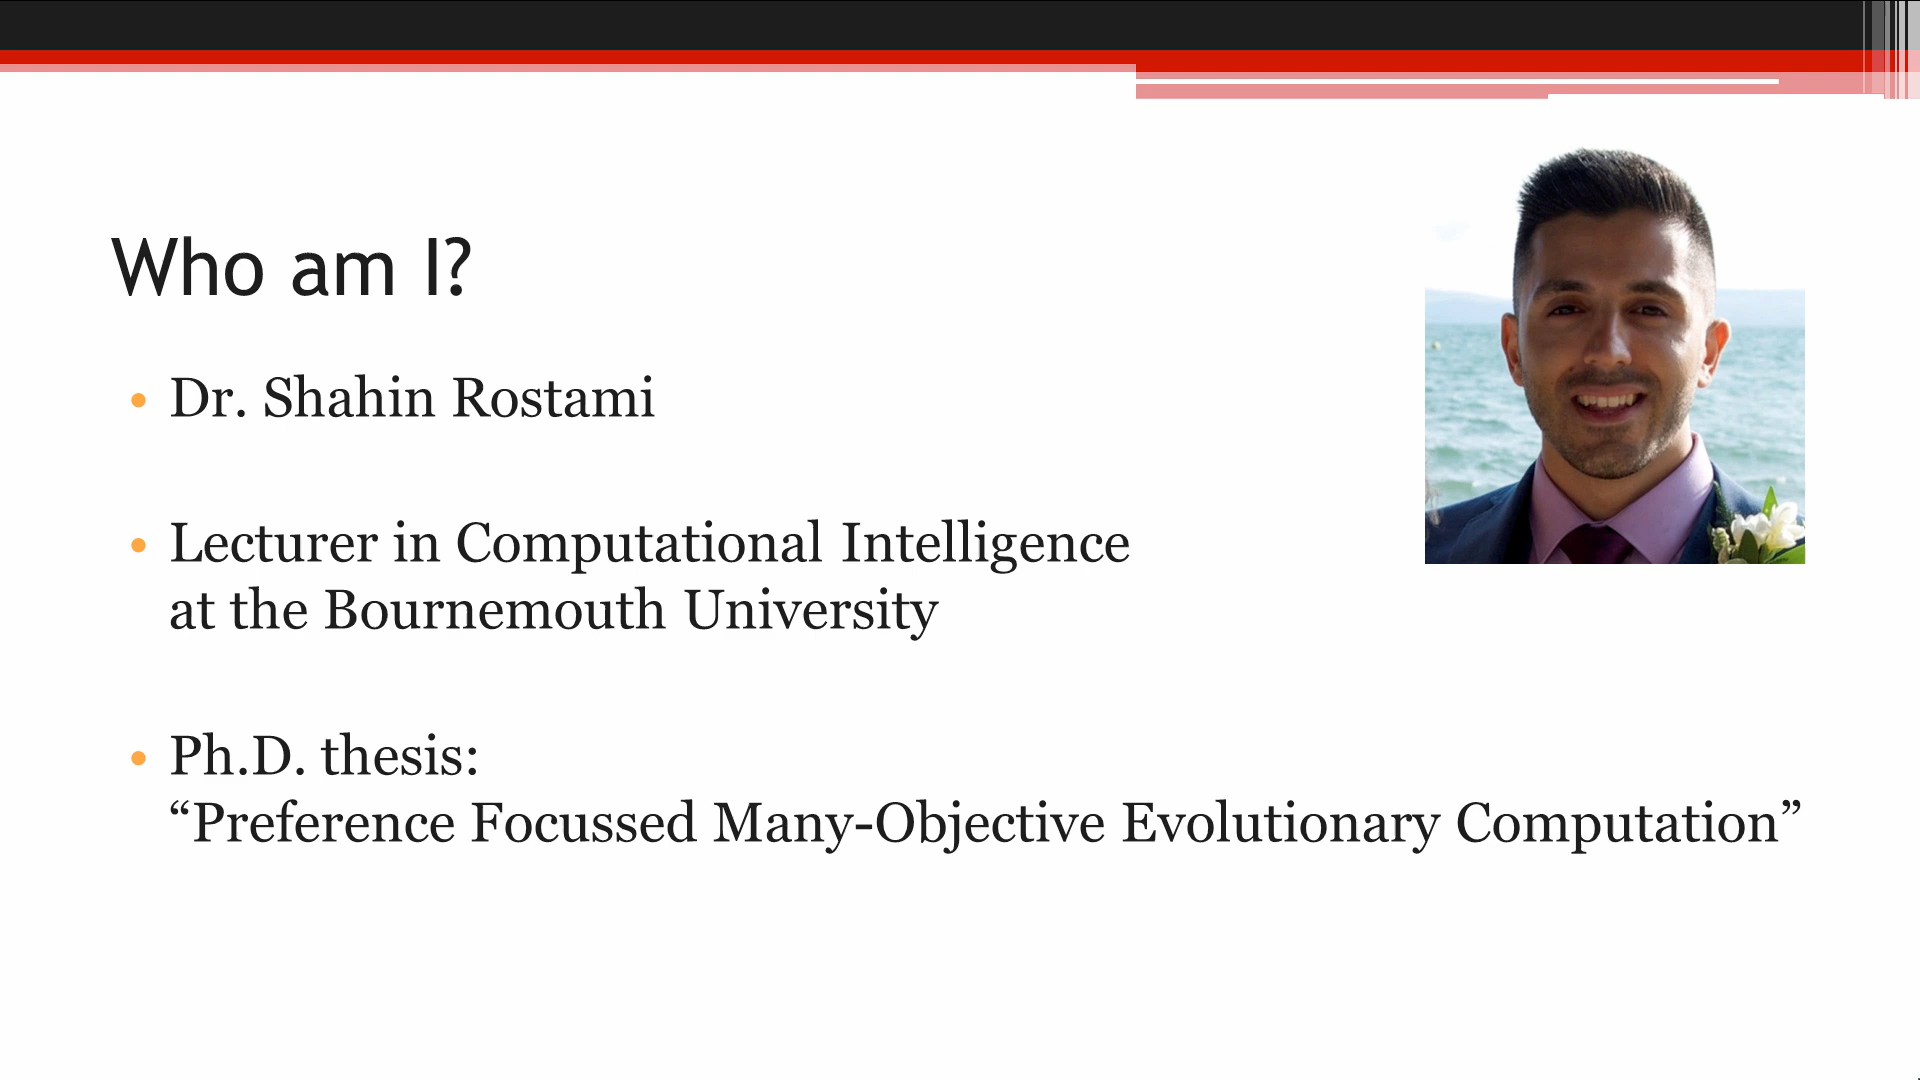 Who am I?
• Dr. Shahin Rostami
• Lecturer in Computational Intelligence
at the Bournemouth University
• Ph.D. thesis:
“Preference Focussed Many-Objective Evolutionary Computation”